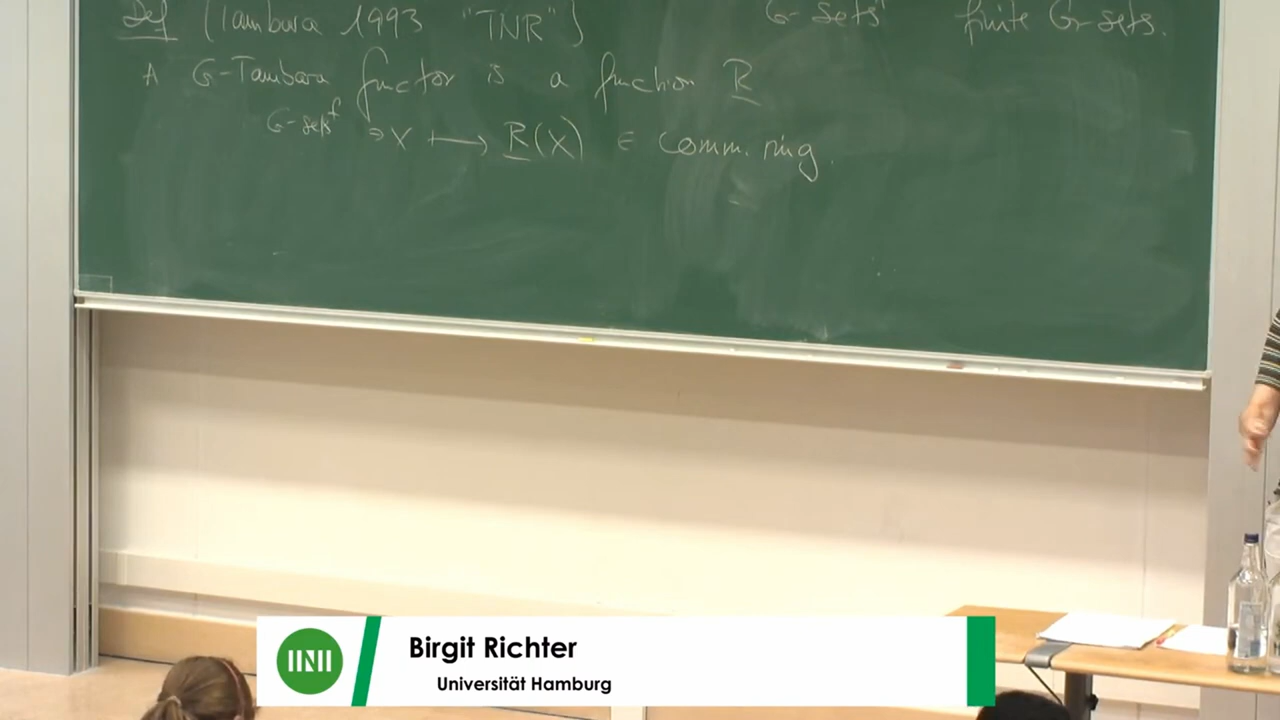 Def (Tambara 1993 "TNR")
G-sets^f finite G-sets.
A G-Tambara functor is a function R
G-sets^f ∋ X ⟼ R(X) ∈ comm. ring.
Birgit Richter
Universität Hamburg